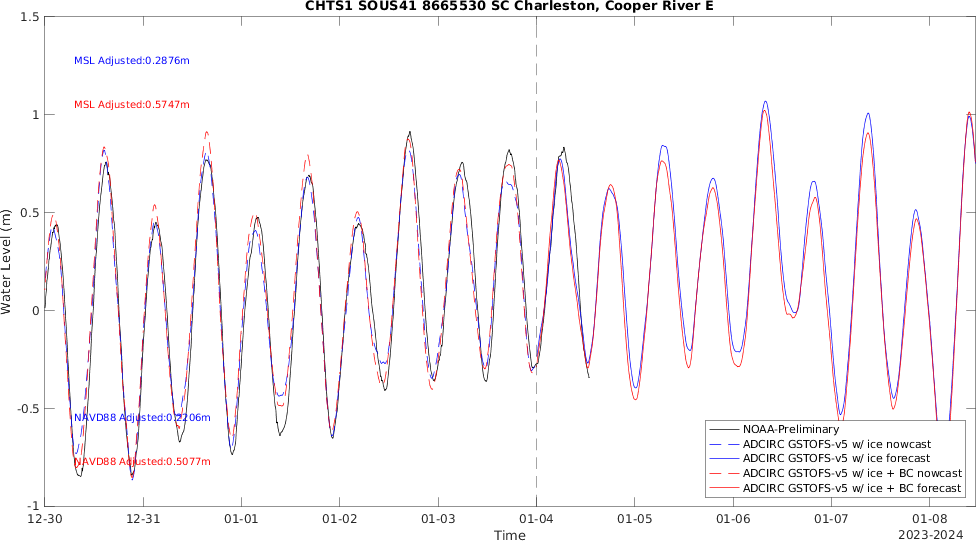 CHTS1 SOUS41 8665530 SC Charleston, Cooper River E
1.5
1
0.5
0
-0.5
-1
Water Level (m)
MSL Adjusted:0.2876m
MSL Adjusted:0.5747m
NAVD88 Adjusted:0.2206m
NAVD88 Adjusted:0.5077m
NOAA-Preliminary
ADCIRC GSTOFS-v5 w/ ice nowcast
ADCIRC GSTOFS-v5 w/ ice forecast
ADCIRC GSTOFS-v5 w/ ice + BC nowcast
ADCIRC GSTOFS-v5 w/ ice + BC forecast
12-30 12-31 01-01 01-02 01-03 01-04 01-05 01-06 01-07 01-08
Time
2023-2024